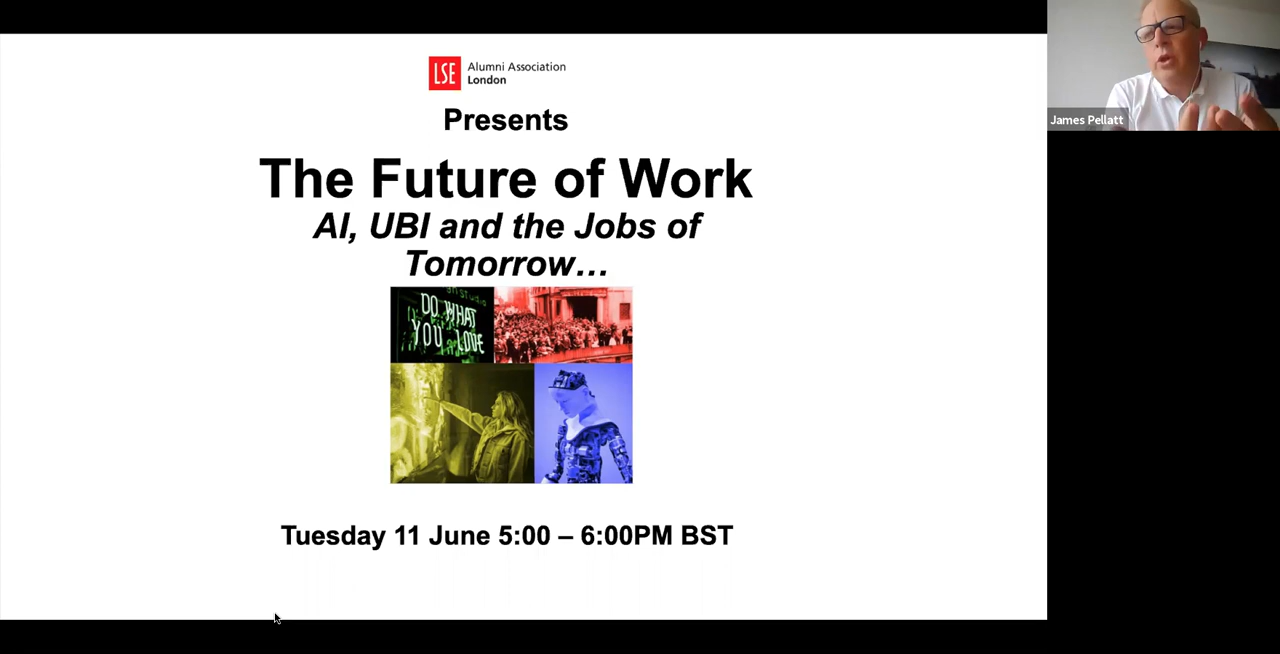 LSE
Alumni Association
London
Presents
The Future of Work
AI, UBI and the Jobs of
Tomorrow…
DO WHAT
YOU LOVE
Tuesday 11 June 5:00 – 6:00PM BST
James Pellatt